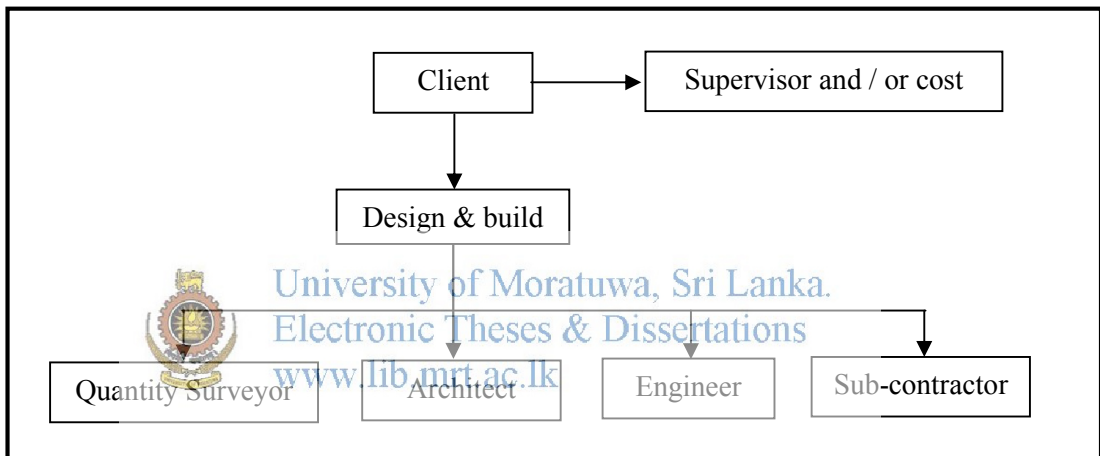 Client
Supervisor and / or cost
Design & build
University of Moratuwa, Sri Lanka.
Electronic Theses & Dissertations
www.lib.mrt.ac.lk
Quantity Surveyor
Architect
Engineer
Sub-contractor